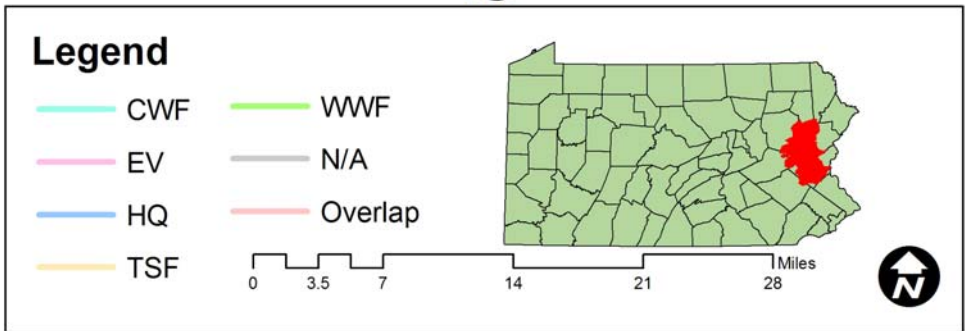 Legend
CWF
EV
HQ
TSF
WWF
N/A
Overlap
Miles
0 3.5 7 14 21 28
N